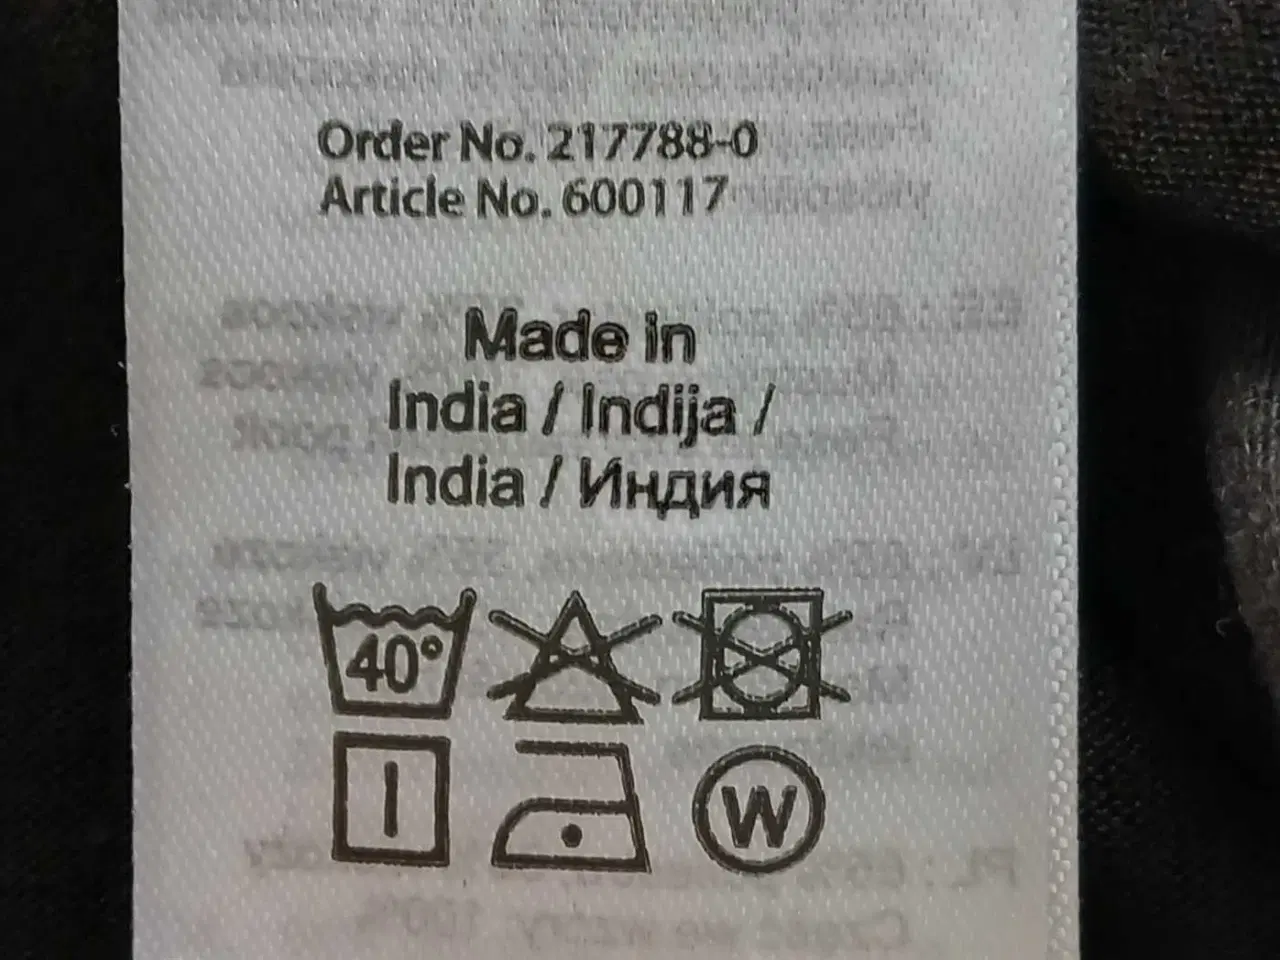 Order No. 217788-0
Article No. 600117
Made in
India / Indija /
India / Индия
40°
W